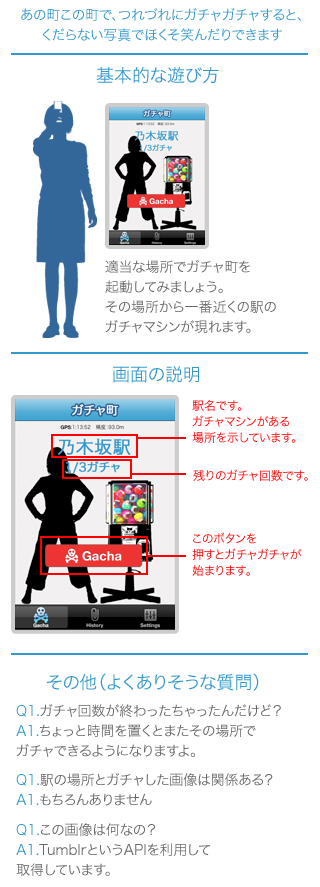 あの町この町で、つれづれにガチャガチャすると、
くだらない写真でほくそ笑んだりできます
基本的な遊び方
ガチャ町
GPS:1:13:52 精度:93.0m
乃木坂駅
1/3ガチャ
Gacha
Gacha History Settings
適当な場所でガチャ町を
起動してみましょう。
その場所から一番近くの駅の
ガチャマシンが現れます。
画面の説明
ガチャ町
GPS:1:13:52 精度:93.0m
乃木坂駅
1/3ガチャ
Gacha
Gacha History Settings
駅名です。
ガチャマシンがある
場所を示しています。
残りのガチャ回数です。
このボタンを
押すとガチャガチャが
始まります。
その他(よくありそうな質問)
Q1.ガチャ回数が終わったちゃったんだけど?
A1.ちょっと時間を置くとまたその場所で
ガチャできるようになりますよ。
Q1.駅の場所とガチャした画像は関係ある?
A1.もちろんありません
Q1.この画像は何なの?
A1.TumblrというAPIを利用して
取得しています。